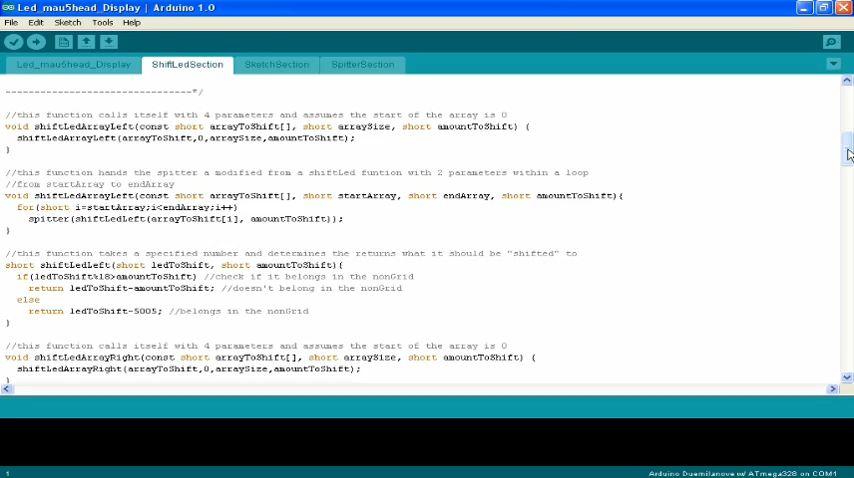 Led_mau5head_Display | Arduino 1.0
File Edit Sketch Tools Help
Led_mau5head_Display ShiftLedSection SketchSection SpitterSection
--------------------------------*/
//this function calls itself with 4 parameters and assumes the start of the array is 0
void shiftLedArrayLeft(const short arrayToShift[], short arraySize, short amountToShift) {
shiftLedArrayLeft(arrayToShift,0,arraySize,amountToShift);
}
//this function hands the spitter a modified from a shiftLed funtion with 2 parameters within a loop
//from startArray to endArray
void shiftLedArrayLeft(const short arrayToShift[], short startArray, short endArray, short amountToShift){
for(short i=startArray;i<endArray;i++)
spitter(shiftLedLeft(arrayToShift[i], amountToShift));
}
//this function takes a specified number and determines the returns what it should be "shifted" to
short shiftLedLeft(short ledToShift, short amountToShift){
if(ledToShift%18>amountToShift) //check if it belongs in the nonGrid
return ledToShift-amountToShift; //doesn't belong in the nonGrid
else
return ledToShift-5005; //belongs in the nonGrid
}
//this function calls itself with 4 parameters and assumes the start of the array is 0
void shiftLedArrayRight(const short arrayToShift[], short arraySize, short amountToShift) {
shiftLedArrayRight(arrayToShift,0,arraySize,amountToShift);
}
1 Arduino Duemilanove w/ ATmega328 on COM1